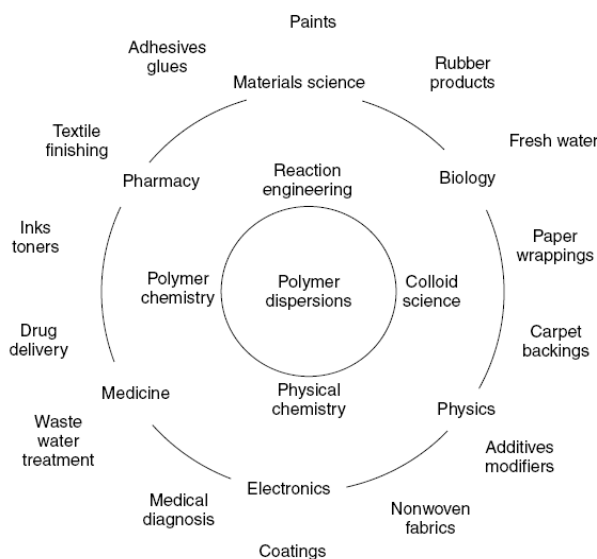 Paints
Adhesives
glues
Materials science
Rubber
products
Textile
finishing
Fresh water
Pharmacy
Reaction
engineering
Biology
Inks
toners
Paper
wrappings
Polymer
chemistry
Polymer
dispersions
Colloid
science
Drug
delivery
Carpet
backings
Medicine
Physical
chemistry
Physics
Waste
water
treatment
Additives
modifiers
Electronics
Medical
diagnosis
Nonwoven
fabrics
Coatings